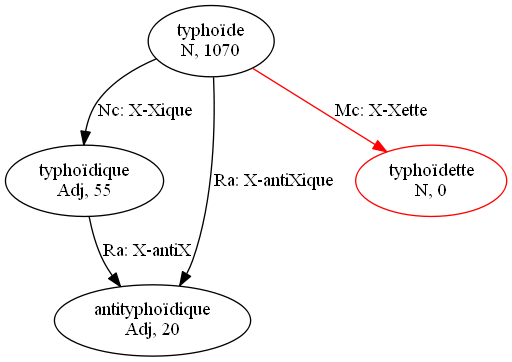 typhoïde
N, 1070
Nc: X-Xique
Mc: X-Xette
typhoïdique
Adj, 55
Ra: X-antiXique
typhoïdette
N, 0
Ra: X-antiX
antityphoïdique
Adj, 20